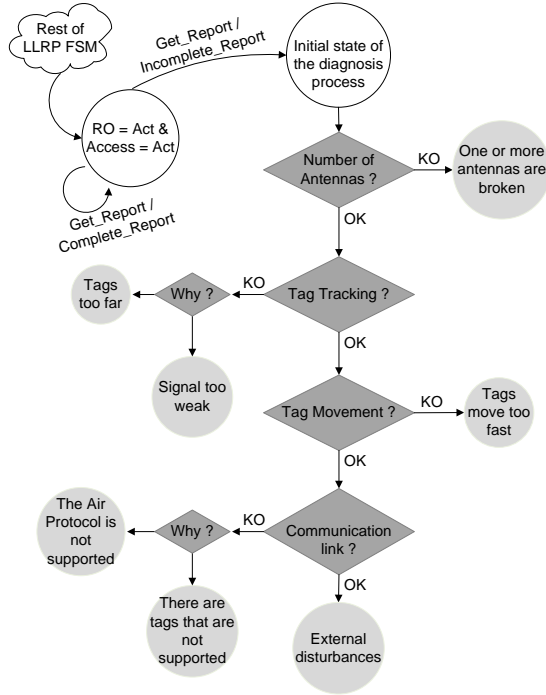 Rest of
LLRP FSM
Get_Report /
Incomplete_Report
Initial state of
the diagnosis
process
RO = Act &
Access = Act
Get_Report /
Complete_Report
Number of
Antennas ?
KO
One or more
antennas are
broken
OK
Tags
too far
Why ?
KO
Tag Tracking ?
OK
Signal too
weak
Tag Movement ?
KO
Tags
move too
fast
OK
The Air
Protocol is
not
supported
Why ?
KO
Communication
link ?
OK
There are
tags that are
not
supported
External
disturbances